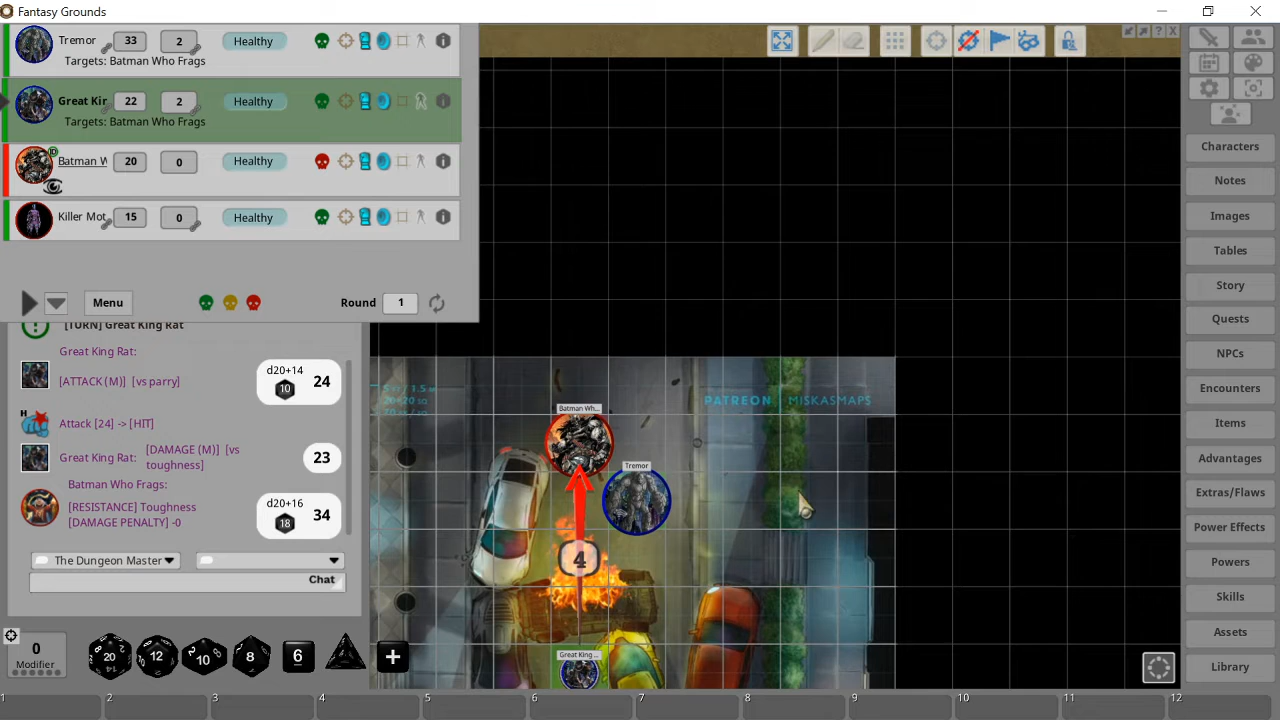 Fantasy Grounds
Tremor 33 2 Healthy
Targets: Batman Who Frags
Great Kir 22 2 Healthy
Targets: Batman Who Frags
Batman W 20 0 Healthy
Killer Mot 15 0 Healthy
Menu Round 1
[TURN] Great King Rat
Great King Rat:
[ATTACK (M)] [vs parry]
d20+14
10 24
H
Attack [24] -> [HIT]
Great King Rat: [DAMAGE (M)] [vs
toughness] 23
Batman Who Frags:
[RESISTANCE] Toughness
[DAMAGE PENALTY] -0
d20+16
18 34
The Dungeon Master
Chat
0
Modifier
20 12 10 8 6
+
PATREON | MISKASMAPS
Batman Wh...
Tremor
4
Great King ...
Characters
Notes
Images
Tables
Story
Quests
NPCs
Encounters
Items
Advantages
Extras/Flaws
Power Effects
Powers
Skills
Assets
Library
1 2 3 4 5 6 7 8 9 10 11 12